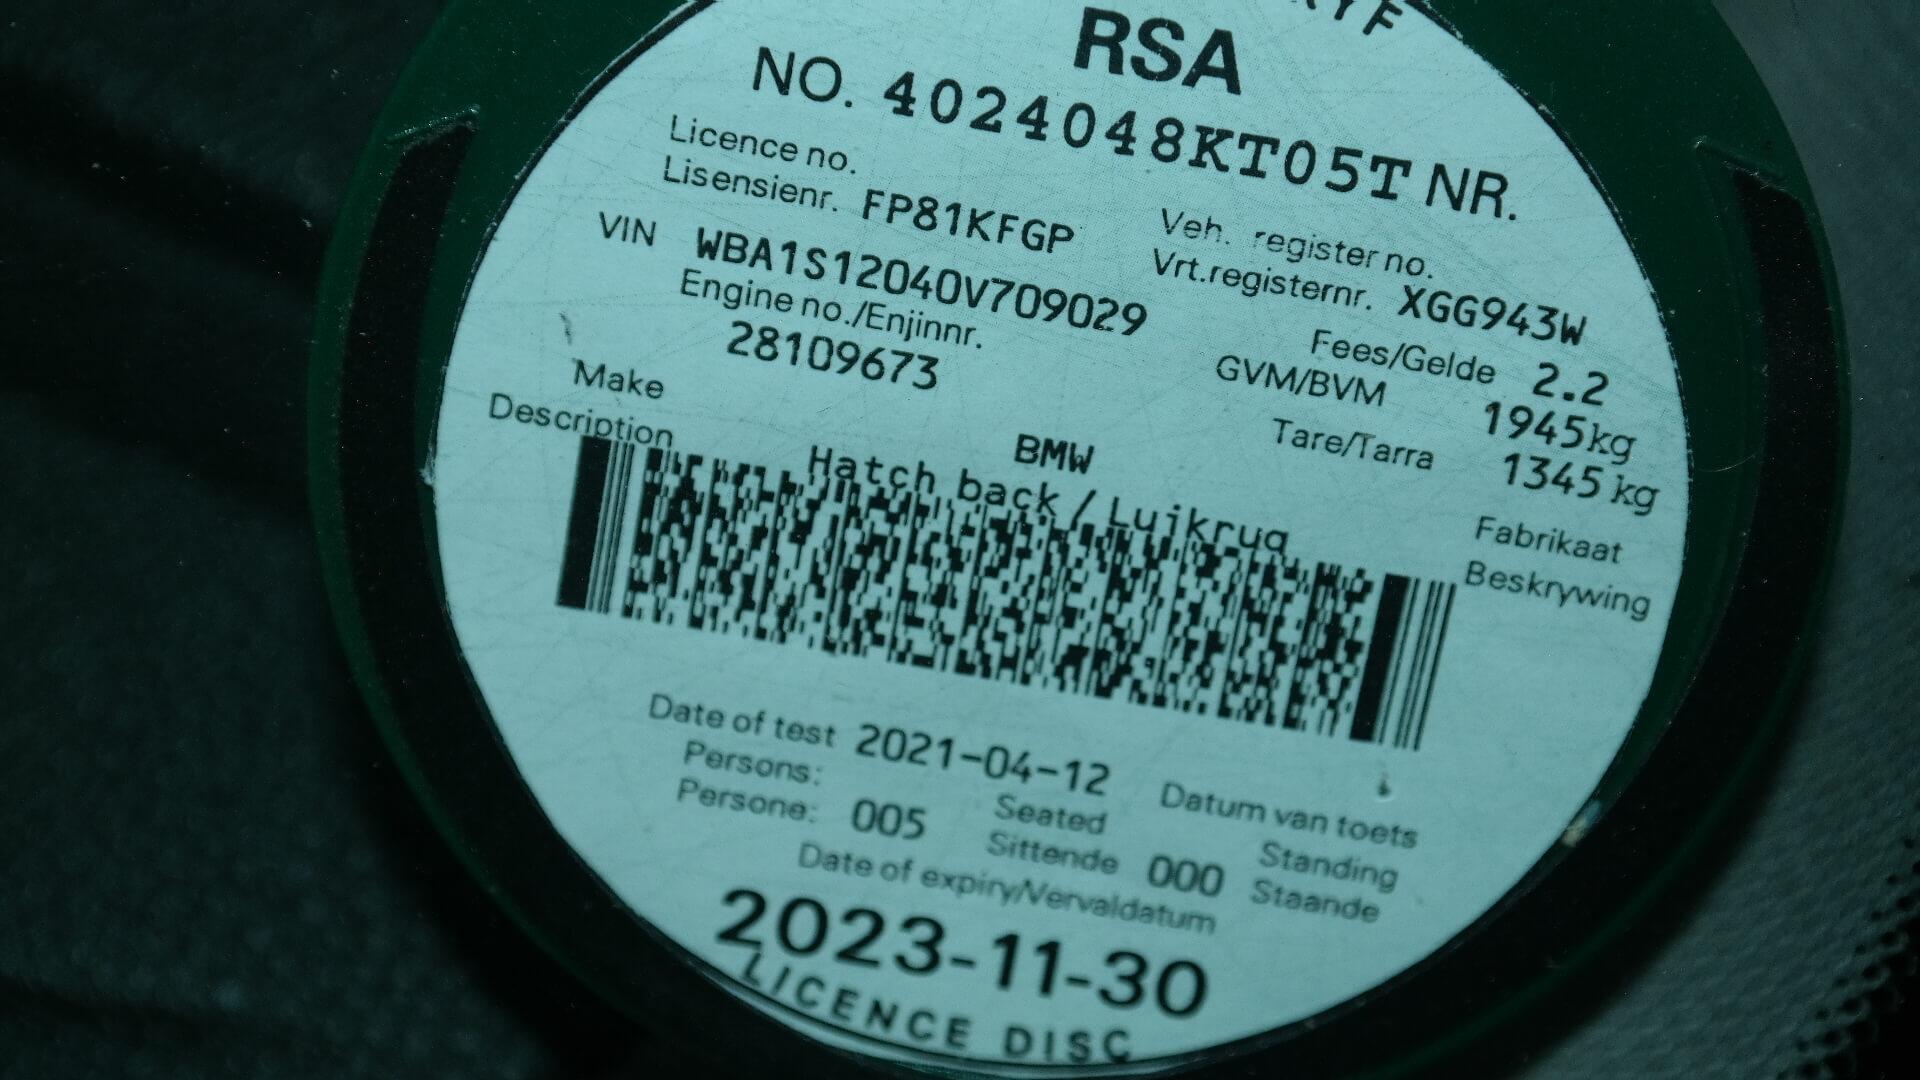 RSA
NO. 4024048KT05T NR.
Licence no.
Lisensienr. FP81KFGP
Veh. register no.
Vrt.registernr. XGG943W
VIN WBA1S12040V709029
Engine no./Enjinnr.
28109673
Fees/Gelde 2.2
GVM/BVM 1945kg
Tare/Tarra 1345 kg
Make BMW Fabrikaat
Description Hatch back / Luikrug Beskrywing
Date of test 2021-04-12 Datum van toets
Persons: Seated Standing
Persone: 005 Sittende 000 Staande
Date of expiry/Vervaldatum
2023-11-30
LICENCE DISC